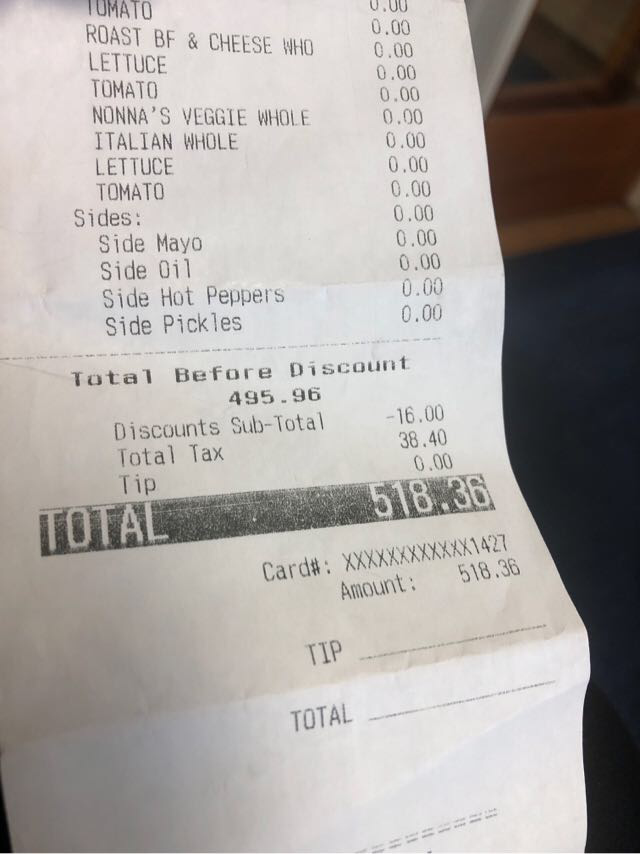 TOMATO 0.00
ROAST BF & CHEESE WHO 0.00
LETTUCE 0.00
TOMATO 0.00
NONNA'S VEGGIE WHOLE 0.00
ITALIAN WHOLE 0.00
LETTUCE 0.00
TOMATO 0.00
Sides: 0.00
Side Mayo 0.00
Side Oil 0.00
Side Hot Peppers 0.00
Side Pickles 0.00
Total Before Discount
495.96
Discounts Sub-Total -16.00
Total Tax 38.40
Tip 0.00
TOTAL 518.36
Card#: XXXXXXXXXXXX1427
Amount: 518.36
TIP
TOTAL